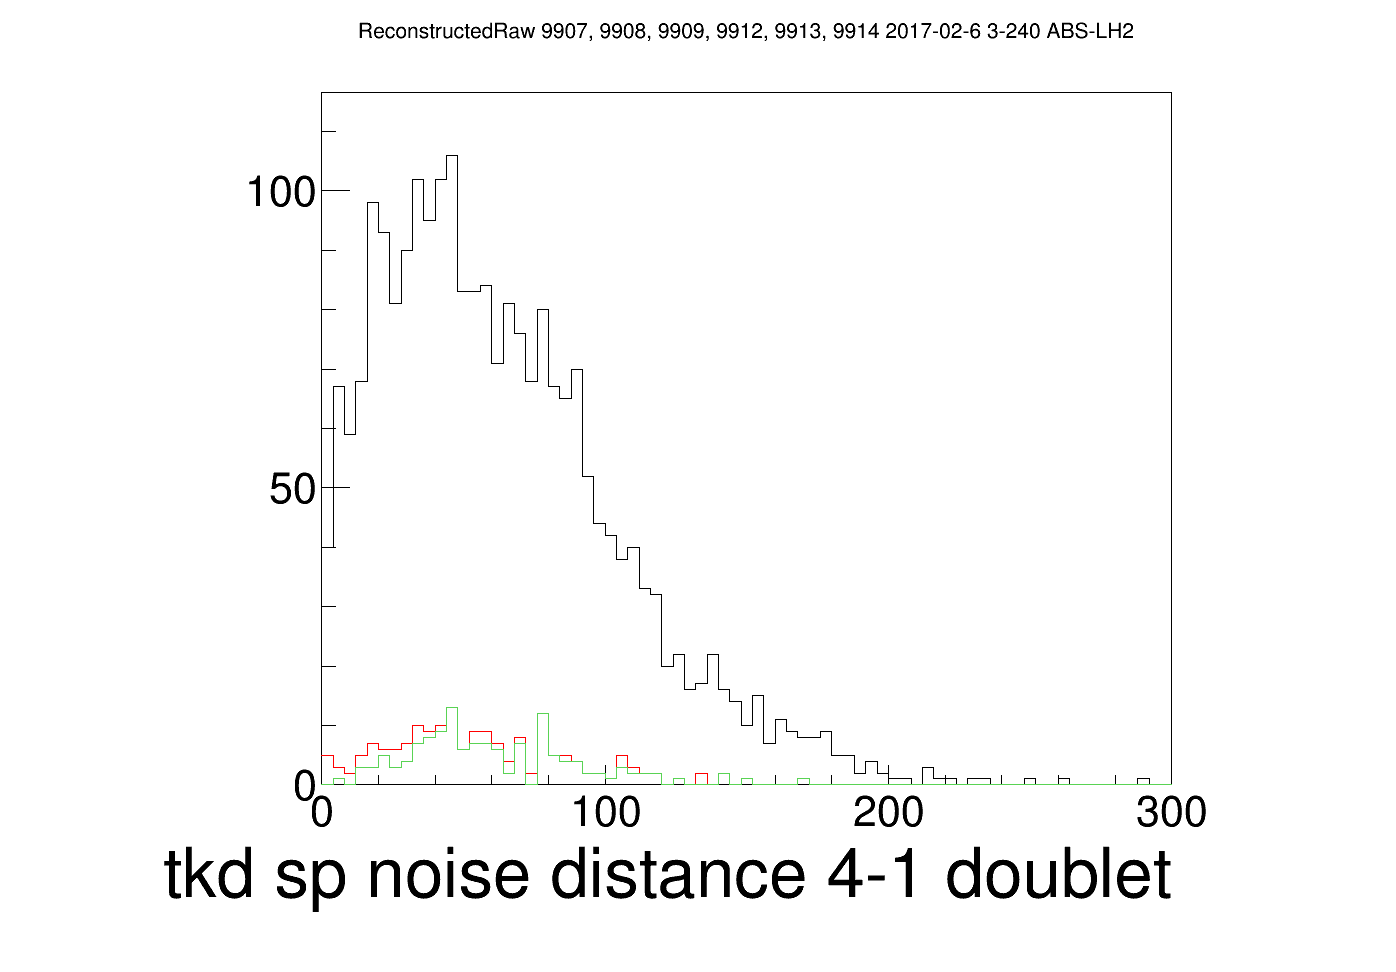 ReconstructedRaw 9907, 9908, 9909, 9912, 9913, 9914 2017-02-6 3-240 ABS-LH2
100
50
0
0 100 200 300
tkd sp noise distance 4-1 doublet